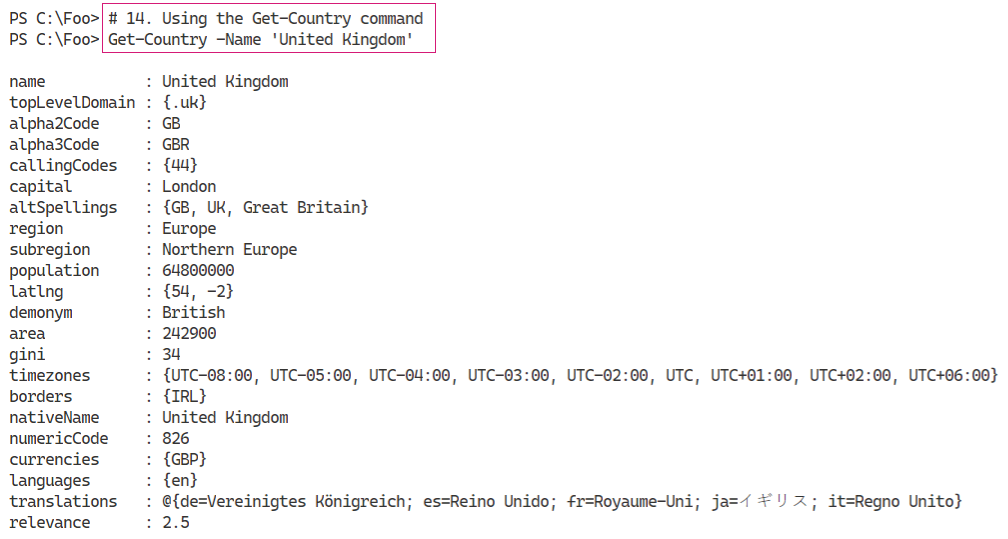 PS C:\Foo> # 14. Using the Get-Country command
PS C:\Foo> Get-Country -Name 'United Kingdom'
name           : United Kingdom
topLevelDomain : {.uk}
alpha2Code     : GB
alpha3Code     : GBR
callingCodes   : {44}
capital        : London
altSpellings   : {GB, UK, Great Britain}
region         : Europe
subregion      : Northern Europe
population     : 64800000
latlng         : {54, -2}
demonym        : British
area           : 242900
gini           : 34
timezones      : {UTC-08:00, UTC-05:00, UTC-04:00, UTC-03:00, UTC-02:00, UTC, UTC+01:00, UTC+02:00, UTC+06:00}
borders        : {IRL}
nativeName     : United Kingdom
numericCode    : 826
currencies     : {GBP}
languages      : {en}
translations   : @{de=Vereinigtes Königreich; es=Reino Unido; fr=Royaume-Uni; ja=イギリス; it=Regno Unito}
relevance      : 2.5